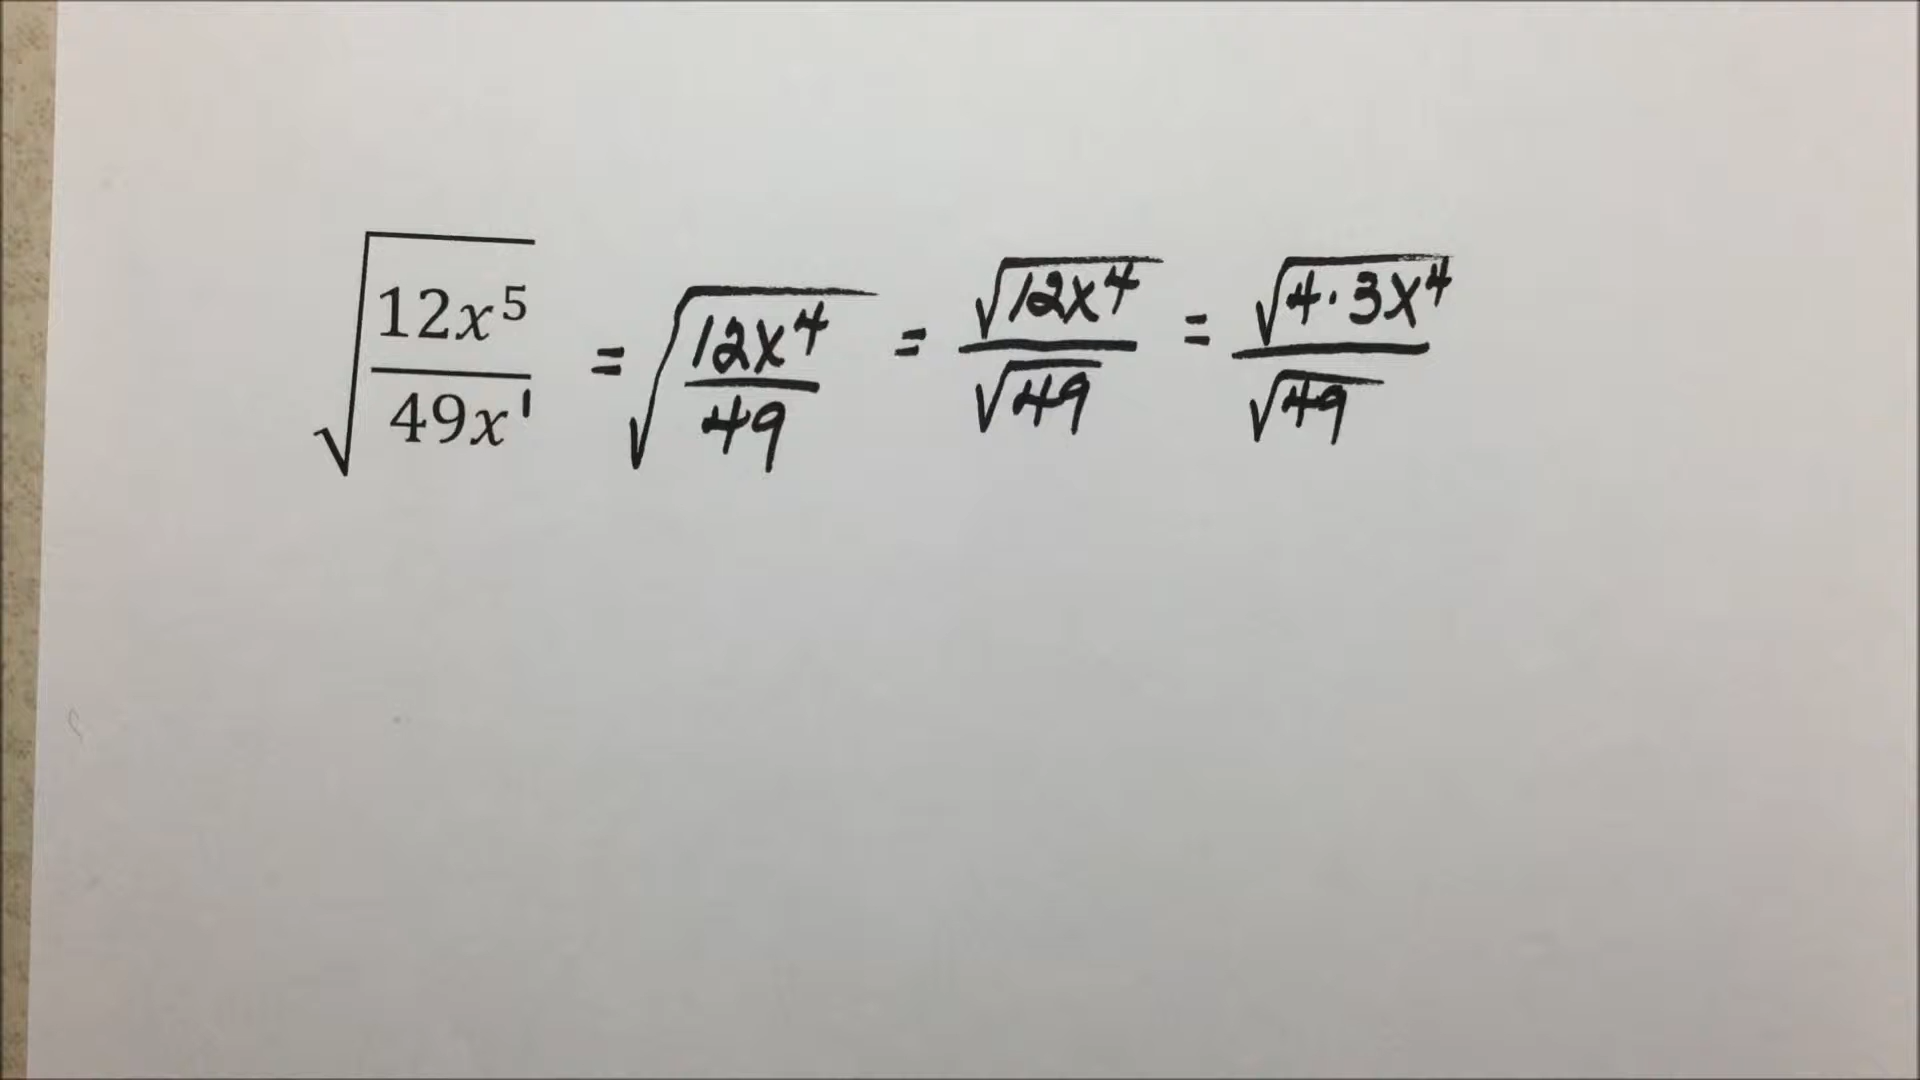 √(12x⁵/49x¹) = √(12x⁴/49) = √12x⁴/√49 = √4·3x⁴/√49